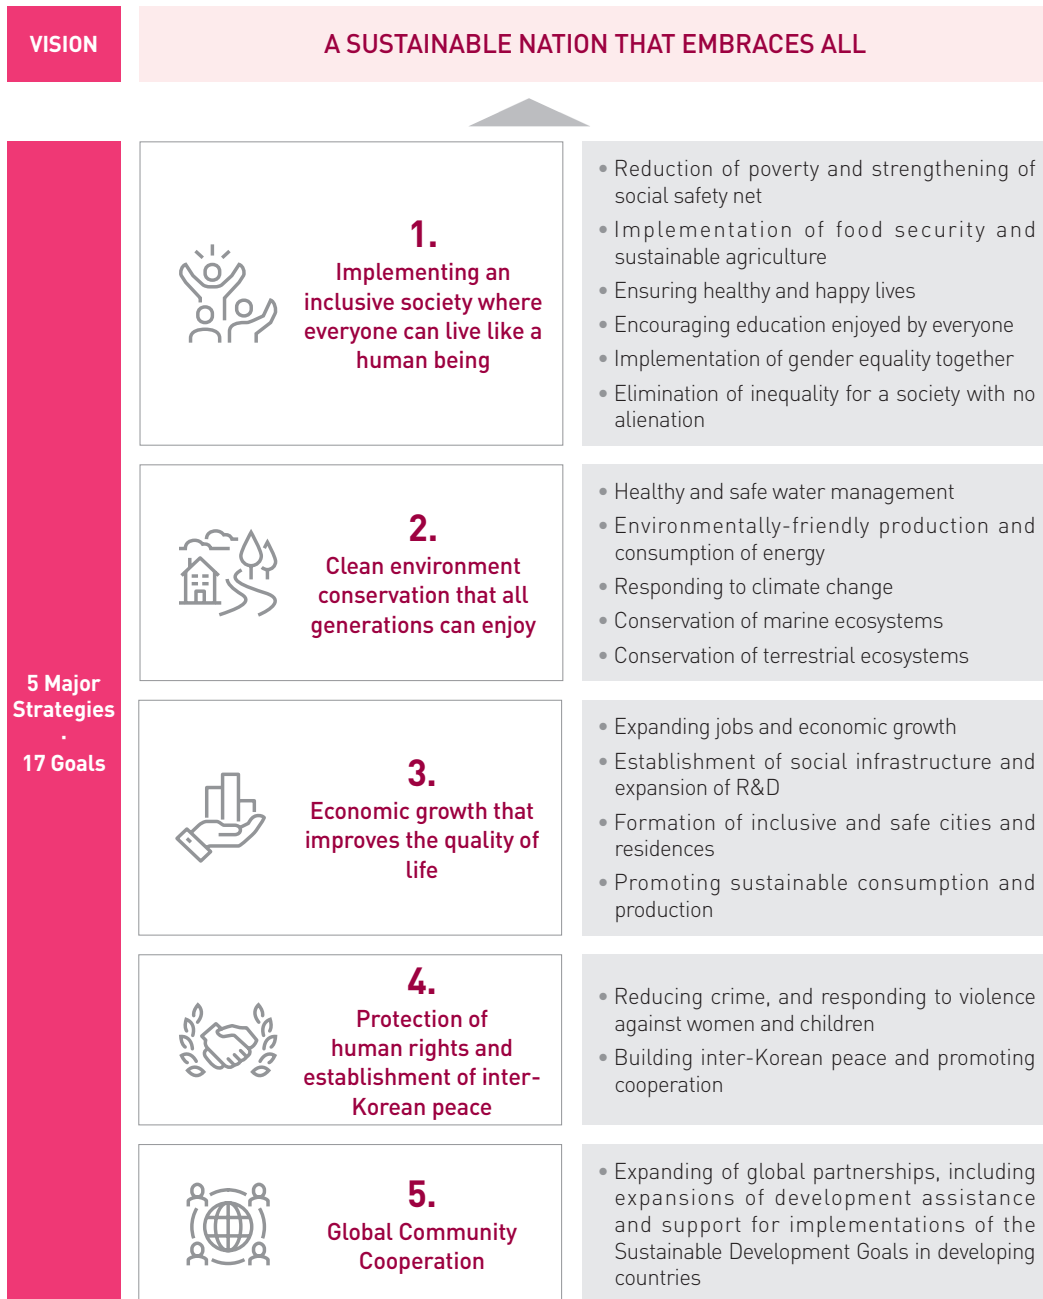 VISION
A SUSTAINABLE NATION THAT EMBRACES ALL
5 Major
Strategies
·
17 Goals
1.
Implementing an
inclusive society where
everyone can live like a
human being
• Reduction of poverty and strengthening of
social safety net
• Implementation of food security and
sustainable agriculture
• Ensuring healthy and happy lives
• Encouraging education enjoyed by everyone
• Implementation of gender equality together
• Elimination of inequality for a society with no
alienation
2.
Clean environment
conservation that all
generations can enjoy
• Healthy and safe water management
• Environmentally-friendly production and
consumption of energy
• Responding to climate change
• Conservation of marine ecosystems
• Conservation of terrestrial ecosystems
3.
Economic growth that
improves the quality of
life
• Expanding jobs and economic growth
• Establishment of social infrastructure and
expansion of R&D
• Formation of inclusive and safe cities and
residences
• Promoting sustainable consumption and
production
4.
Protection of
human rights and
establishment of inter-
Korean peace
• Reducing crime, and responding to violence
against women and children
• Building inter-Korean peace and promoting
cooperation
5.
Global Community
Cooperation
• Expanding of global partnerships, including
expansions of development assistance
and support for implementations of the
Sustainable Development Goals in developing
countries